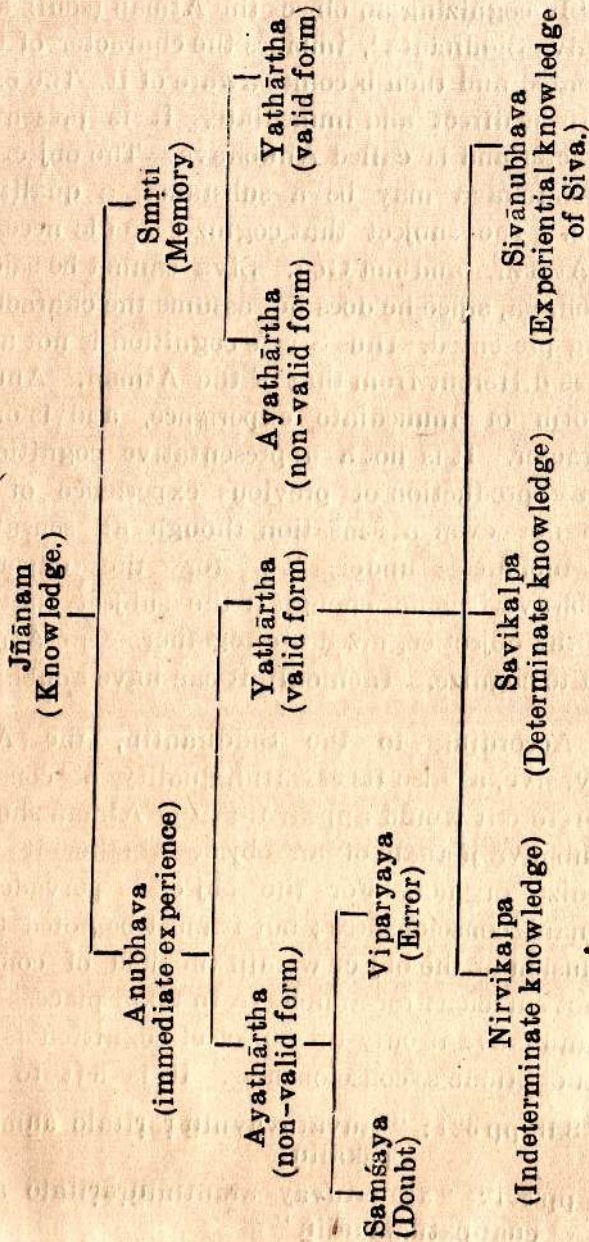 Jñānam
(Knowledge.)
Anubhava
(immediate experience)
Smṛti
(Memory)
Ayathārtha
(non-valid form)
Yathārtha
(valid form)
Ayathārtha
(non-valid form)
Yathārtha
(valid form)
Saṁśaya
(Doubt)
Viparyaya
(Error)
Nirvikalpa
(Indeterminate knowledge)
Savikalpa
(Determinate knowledge)
Sivānubhava
(Experiential knowledge
of Siva.)